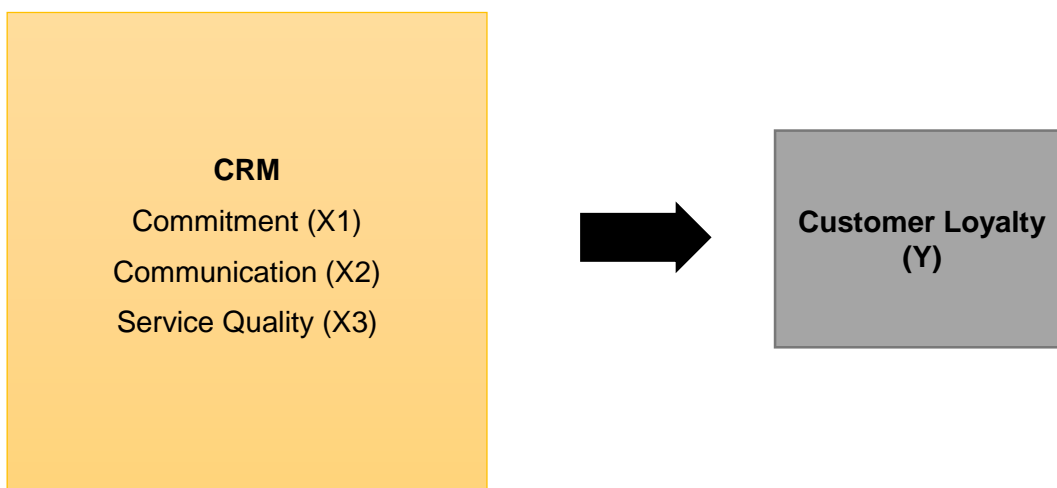 CRM
Commitment (X1)
Communication (X2)
Service Quality (X3)
Customer Loyalty
(Y)